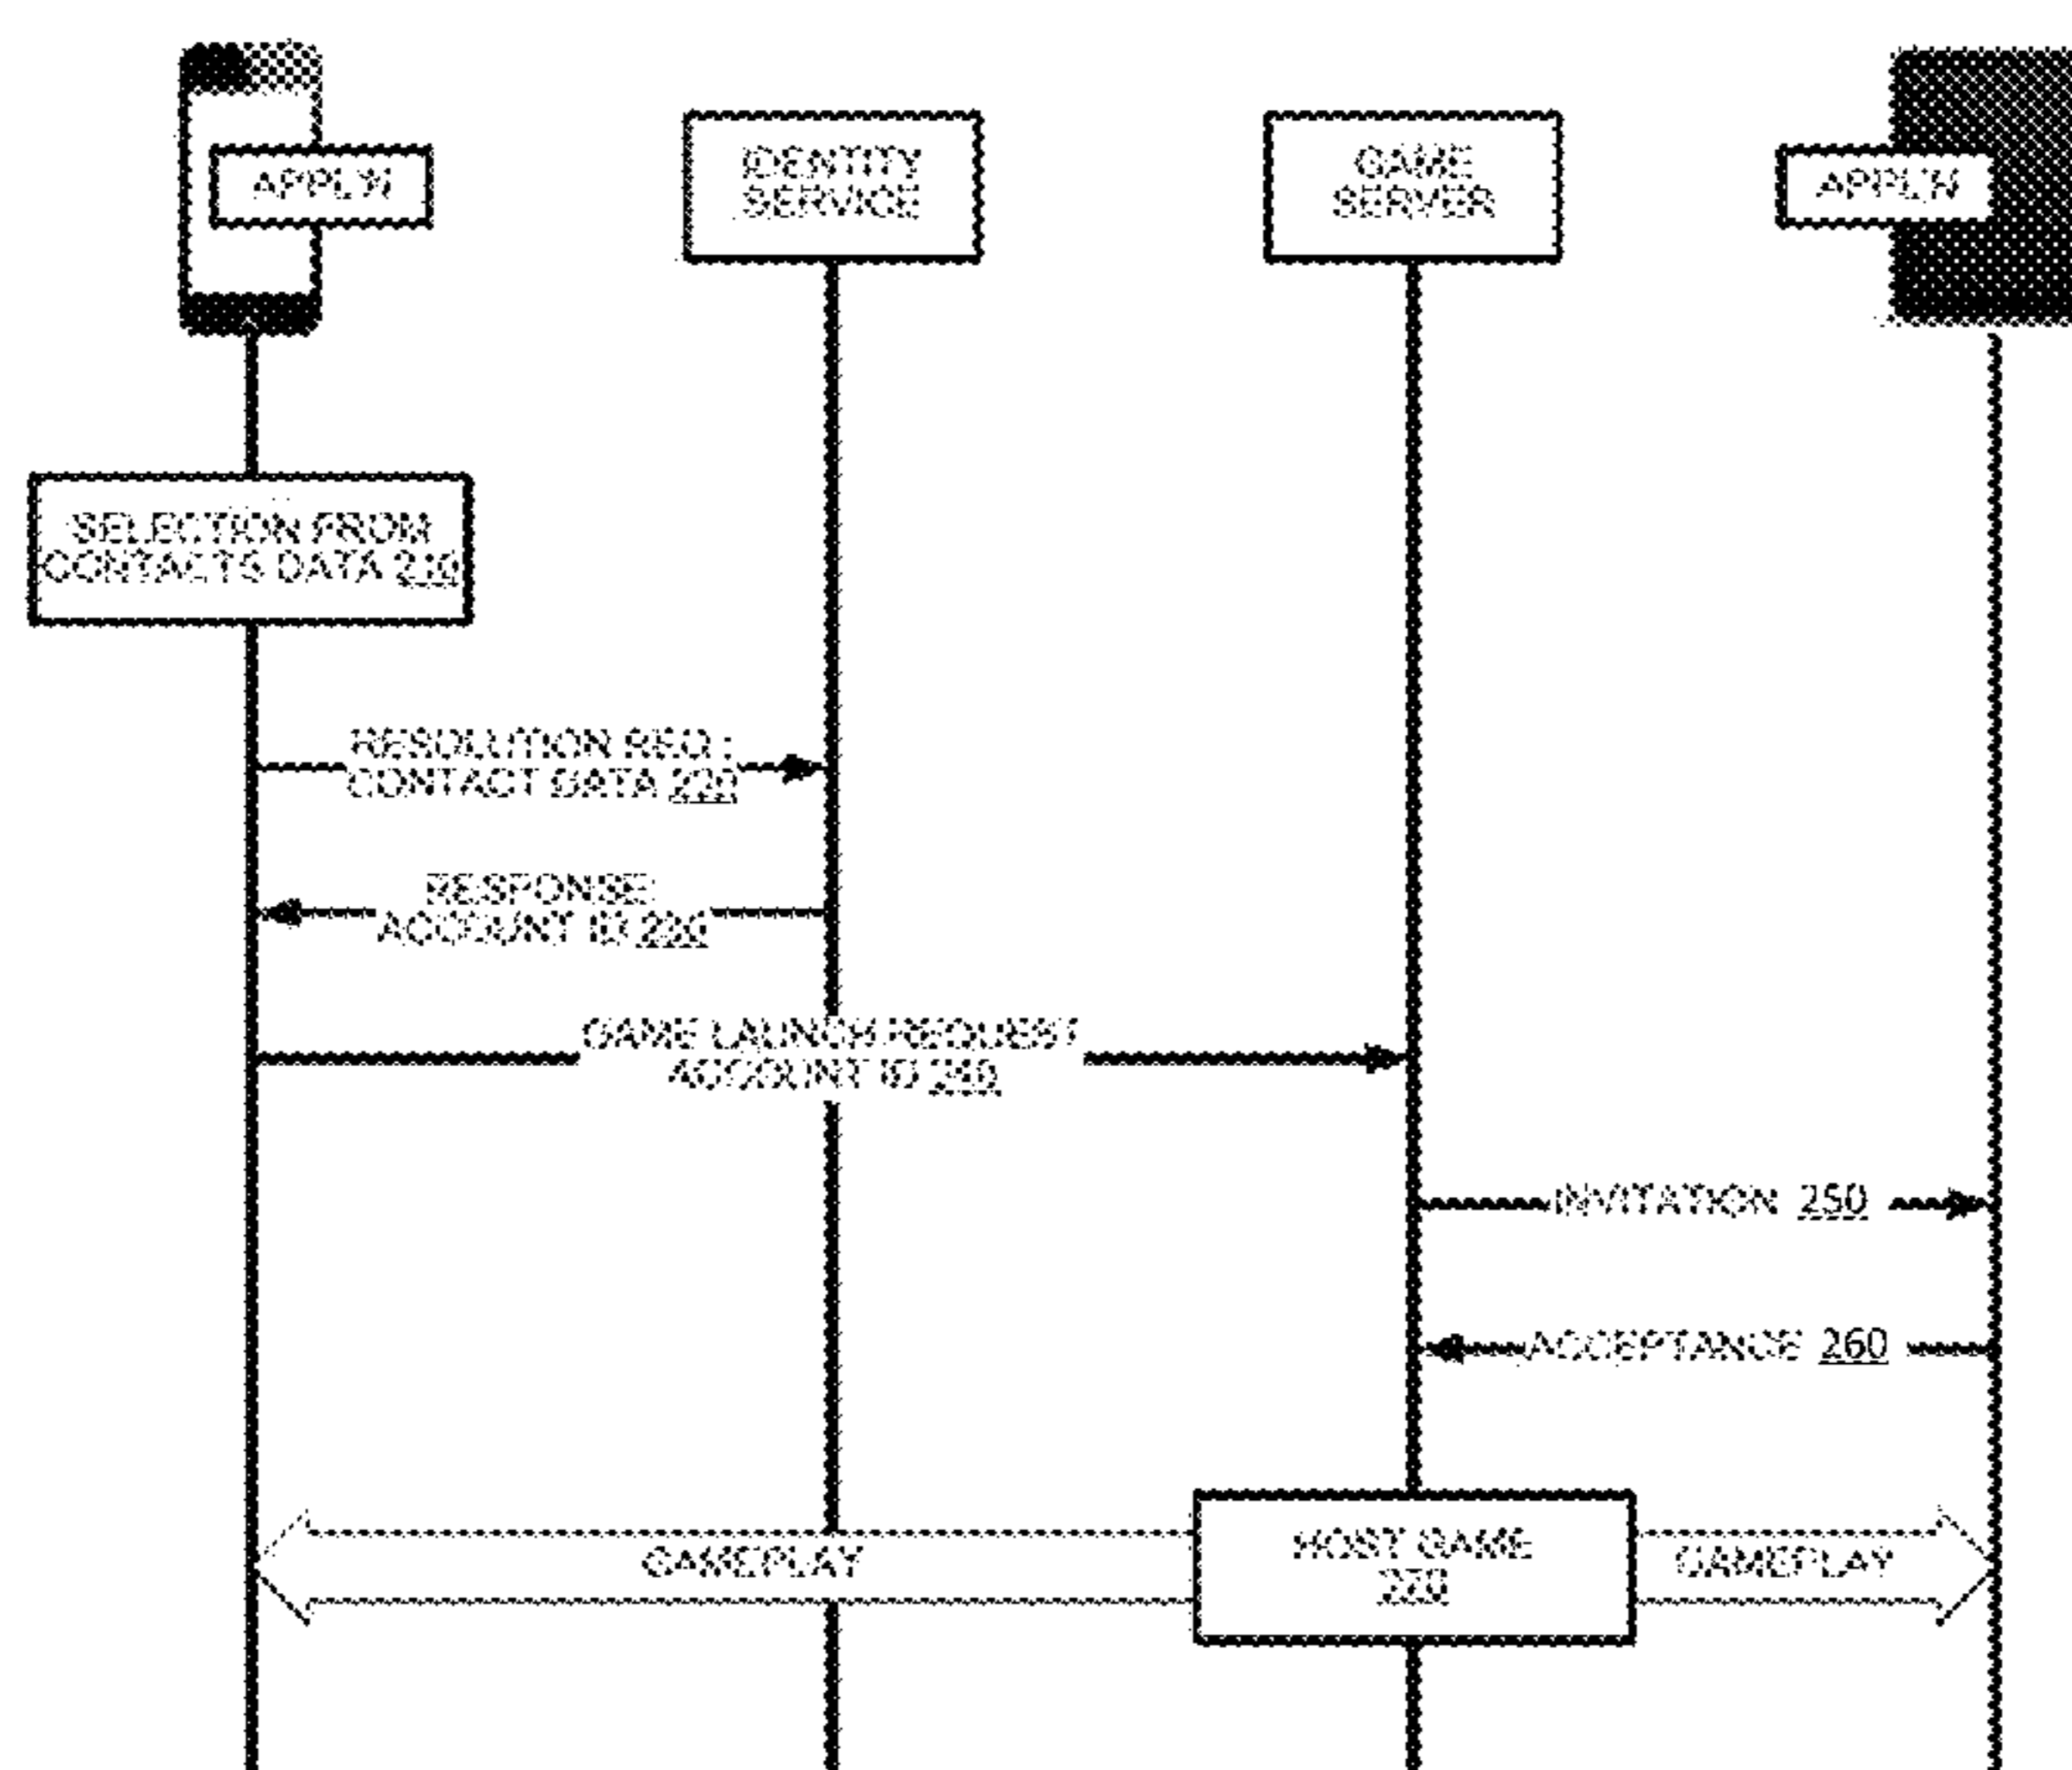 APPL'N
IDENTITY
SERVICE
GAME
SERVER
APPL'N
SELECTION FROM
CONTACTS DATA 210
RESOLUTION REQ.:
CONTACT DATA 220
RESPONSE:
ACCOUNT ID
GAME LAUNCH REQUEST
ACCOUNT ID 240
INVITATION 250
ACCEPTANCE 260
GAMEPLAY
HOST GAME
270
GAMEPLAY